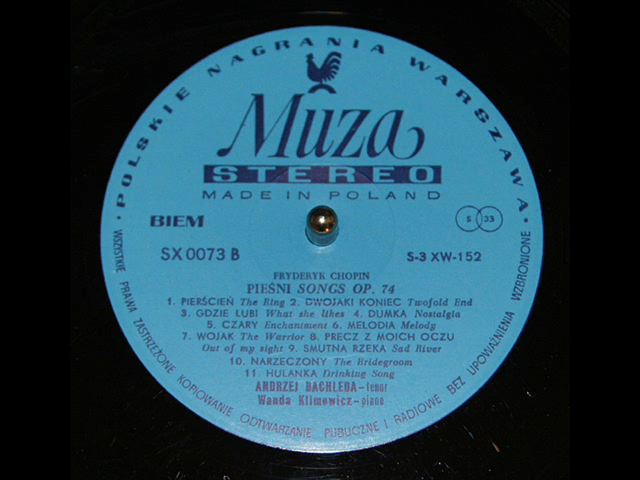 • POLSKIE NAGRANIA WARSZAWA •
Muza
STEREO
MADE IN POLAND
BIEM
S 33
SX 0073 B
S-3 XW-152
FRYDERYK CHOPIN
PIEŚNI SONGS OP. 74
1. PIERŚCIEŃ The Ring 2. DWOJAKI KONIEC Twofold End
3. GDZIE LUBI What she likes 4. DUMKA Nostalgia
5. CZARY Enchantment 6. MELODIA Melody
7. WOJAK The Warrior 8. PRECZ Z MOICH OCZU
Out of my sight 9. SMUTNA RZEKA Sad River
10. NARZECZONY The Bridegroom
11. HULANKA Drinking Song
ANDRZEJ BACHLEDA-tenor
Wanda Klimowicz-piano
WSZYSTKIE PRAWA ZASTRZEŻONE KOPIOWANIE ODTWARZANIE PUBLICZNE I RADIOWE BEZ UPOWAŻNIENIA WZBRONIONE